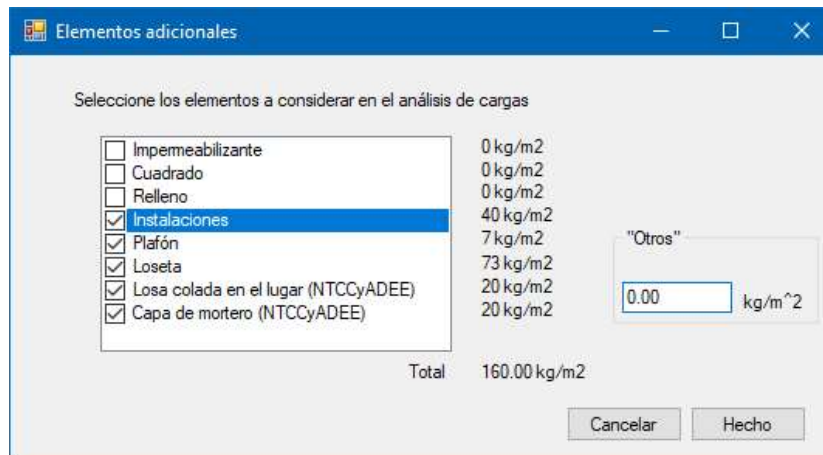 Elementos adicionales
Seleccione los elementos a considerar en el análisis de cargas
Impermeabilizante 0 kg/m2
Cuadrado 0 kg/m2
Relleno 0 kg/m2
Instalaciones 40 kg/m2
Plafón 7 kg/m2
"Otros"
Loseta 73 kg/m2
Losa colada en el lugar (NTCCyADEE) 20 kg/m2
0.00 kg/m^2
Capa de mortero (NTCCyADEE) 20 kg/m2
Total 160.00 kg/m2
Cancelar Hecho